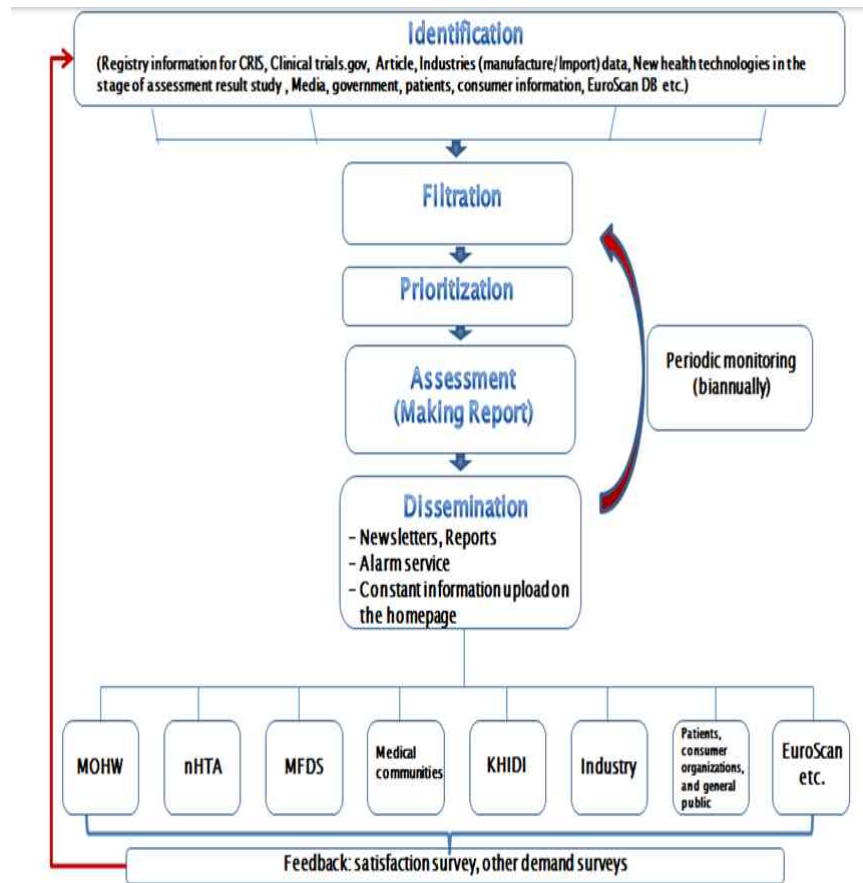 Identification
(Registry information for CRIS, Clinical trials.gov, Article, Industries (manufacture/Import) data, New health technologies in the
stage of assessment result study , Media, government, patients, consumer information, EuroScan DB etc.)
Filtration
Prioritization
Assessment
(Making Report)
Periodic monitoring
(biannually)
Dissemination
– Newsletters, Reports
– Alarm service
– Constant information upload on
the homepage
MOHW
nHTA
MFDS
Medical
communities
KHIDI
Industry
Patients,
consumer
organizations,
and general
public
EuroScan
etc.
Feedback: satisfaction survey, other demand surveys